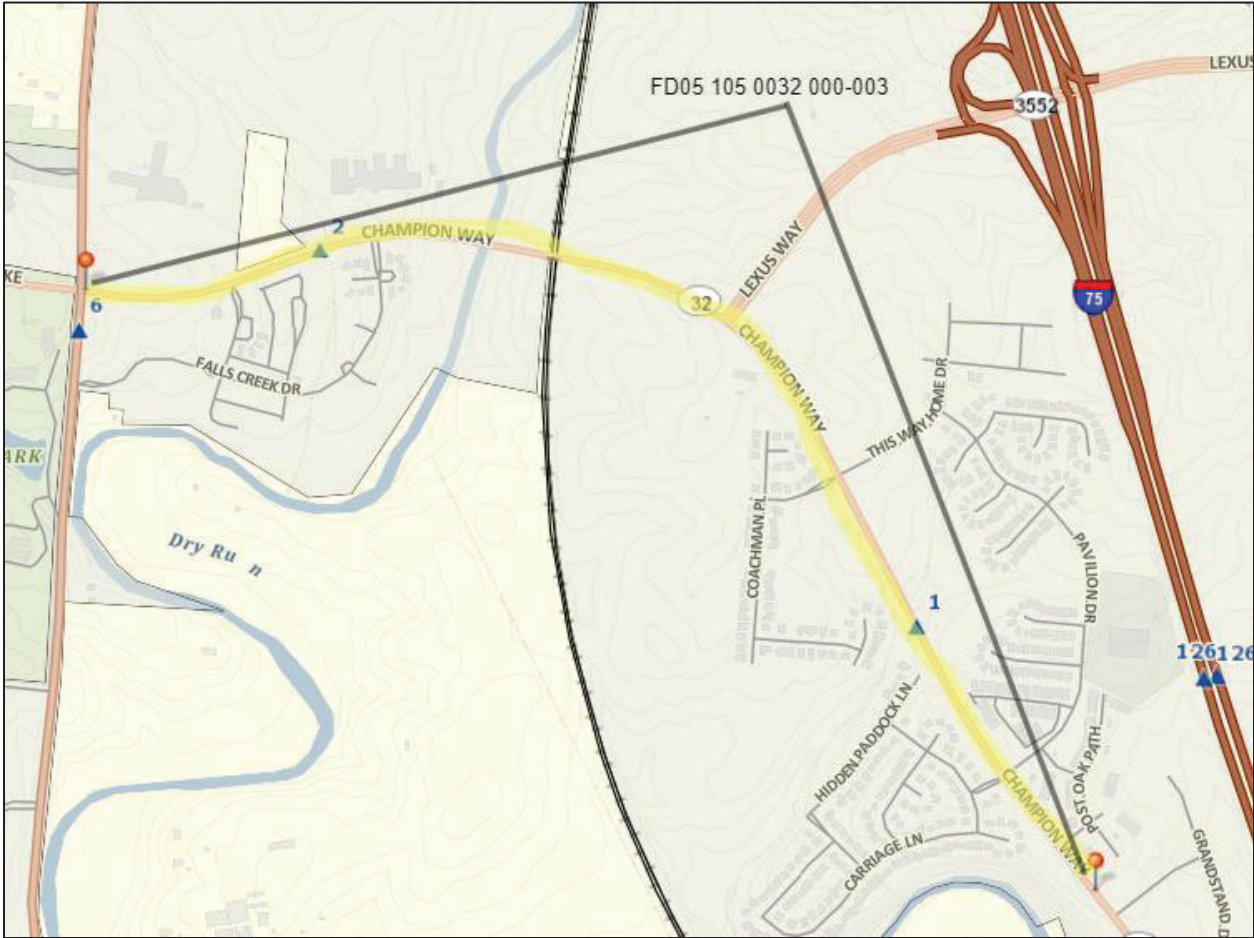 FD05 105 0032 000-003
LEXUS
3552
2
CHAMPION WAY
LEXUS WAY
KE
6
32
75
CHAMPION WAY
FALLS CREEK DR
THIS WAY HOME DR
ARK
COACHMAN PL
Dry Ru n
PAVILION DR
1
126 126
HIDDEN PADDOCK LN
POST OAK PATH
CHAMPION WAY
CARRIAGE LN
GRANDSTAND D